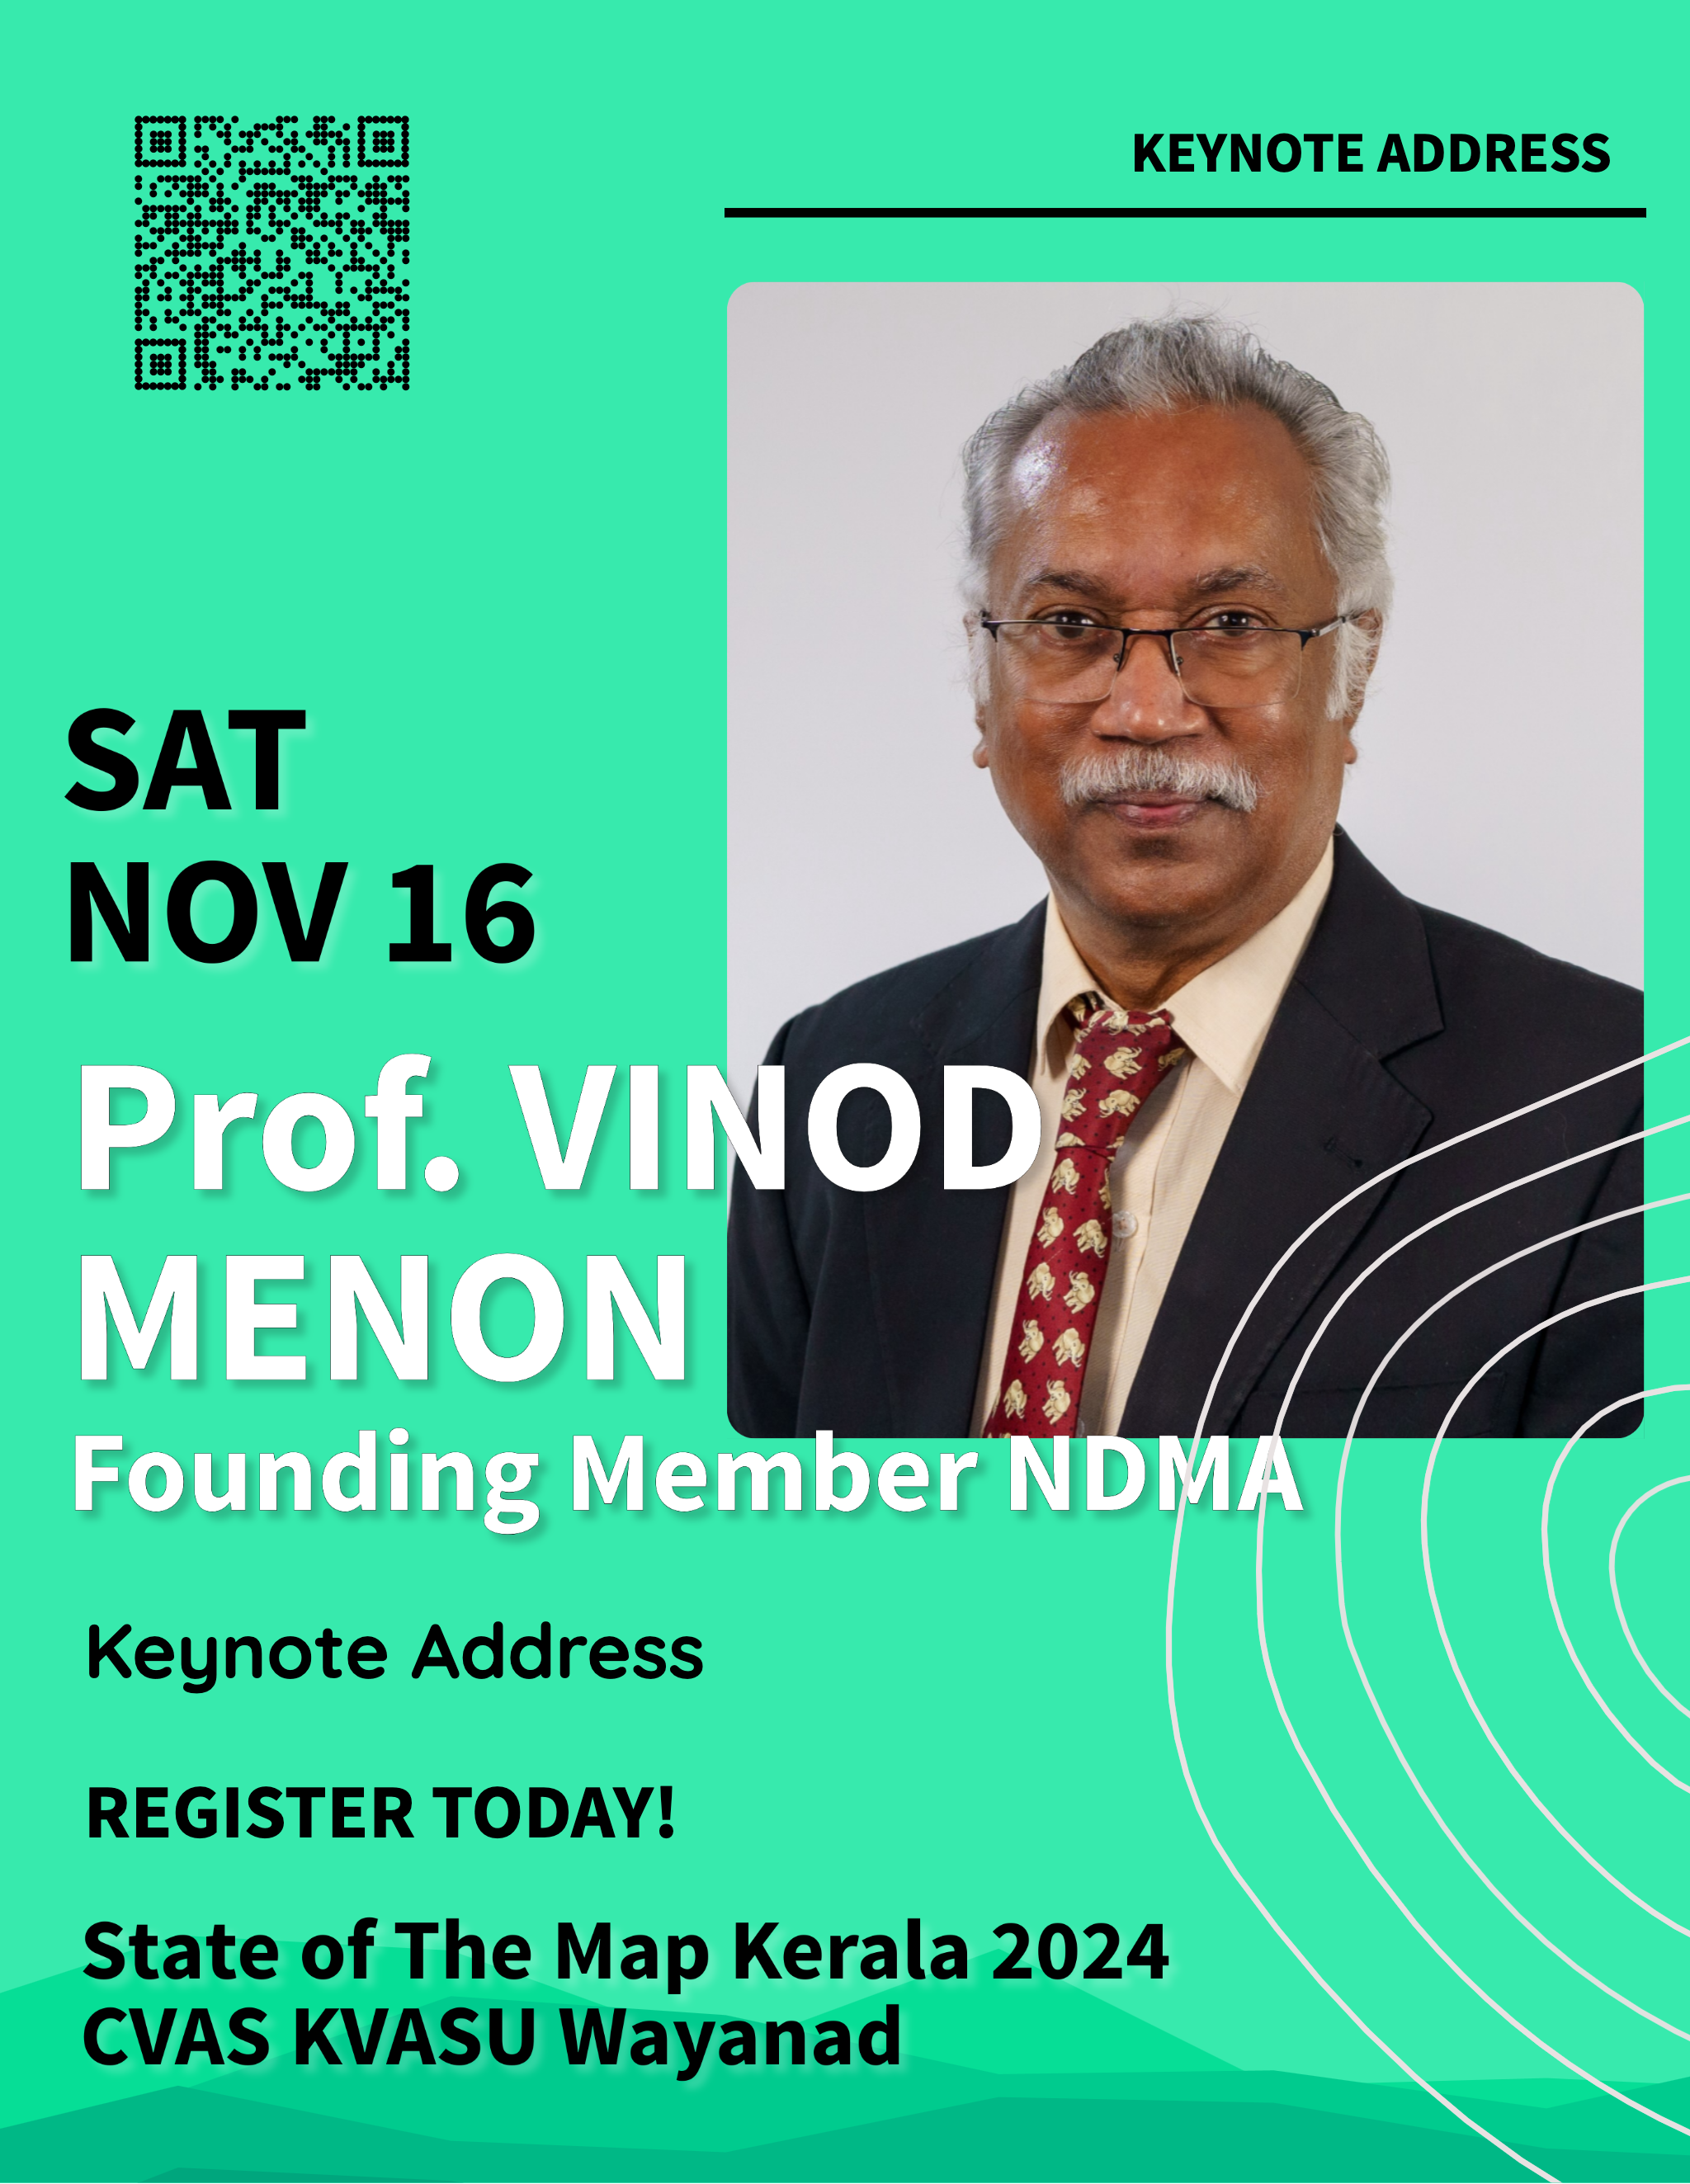 KEYNOTE ADDRESS
SAT
NOV 16
Prof. VINOD
MENON
Founding Member NDMA
Keynote Address
REGISTER TODAY!
State of The Map Kerala 2024
CVAS KVASU Wayanad